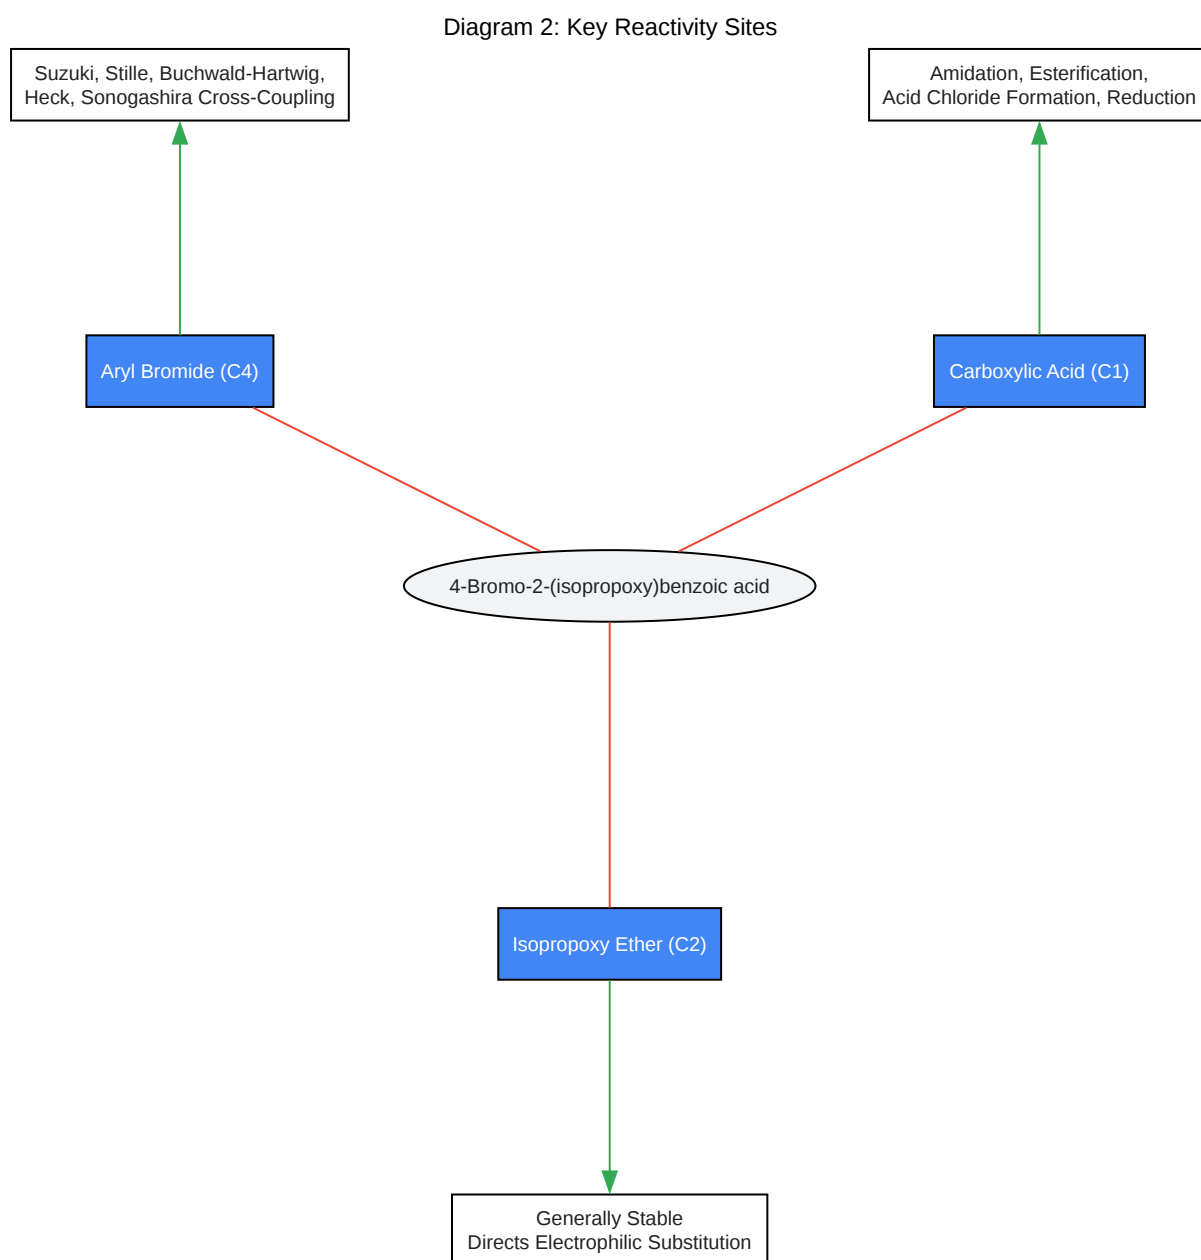 Diagram 2: Key Reactivity Sites
Suzuki, Stille, Buchwald-Hartwig,
Heck, Sonogashira Cross-Coupling
Amidation, Esterification,
Acid Chloride Formation, Reduction
Aryl Bromide (C4)
Carboxylic Acid (C1)
4-Bromo-2-(isopropoxy)benzoic acid
Isopropoxy Ether (C2)
Generally Stable
Directs Electrophilic Substitution